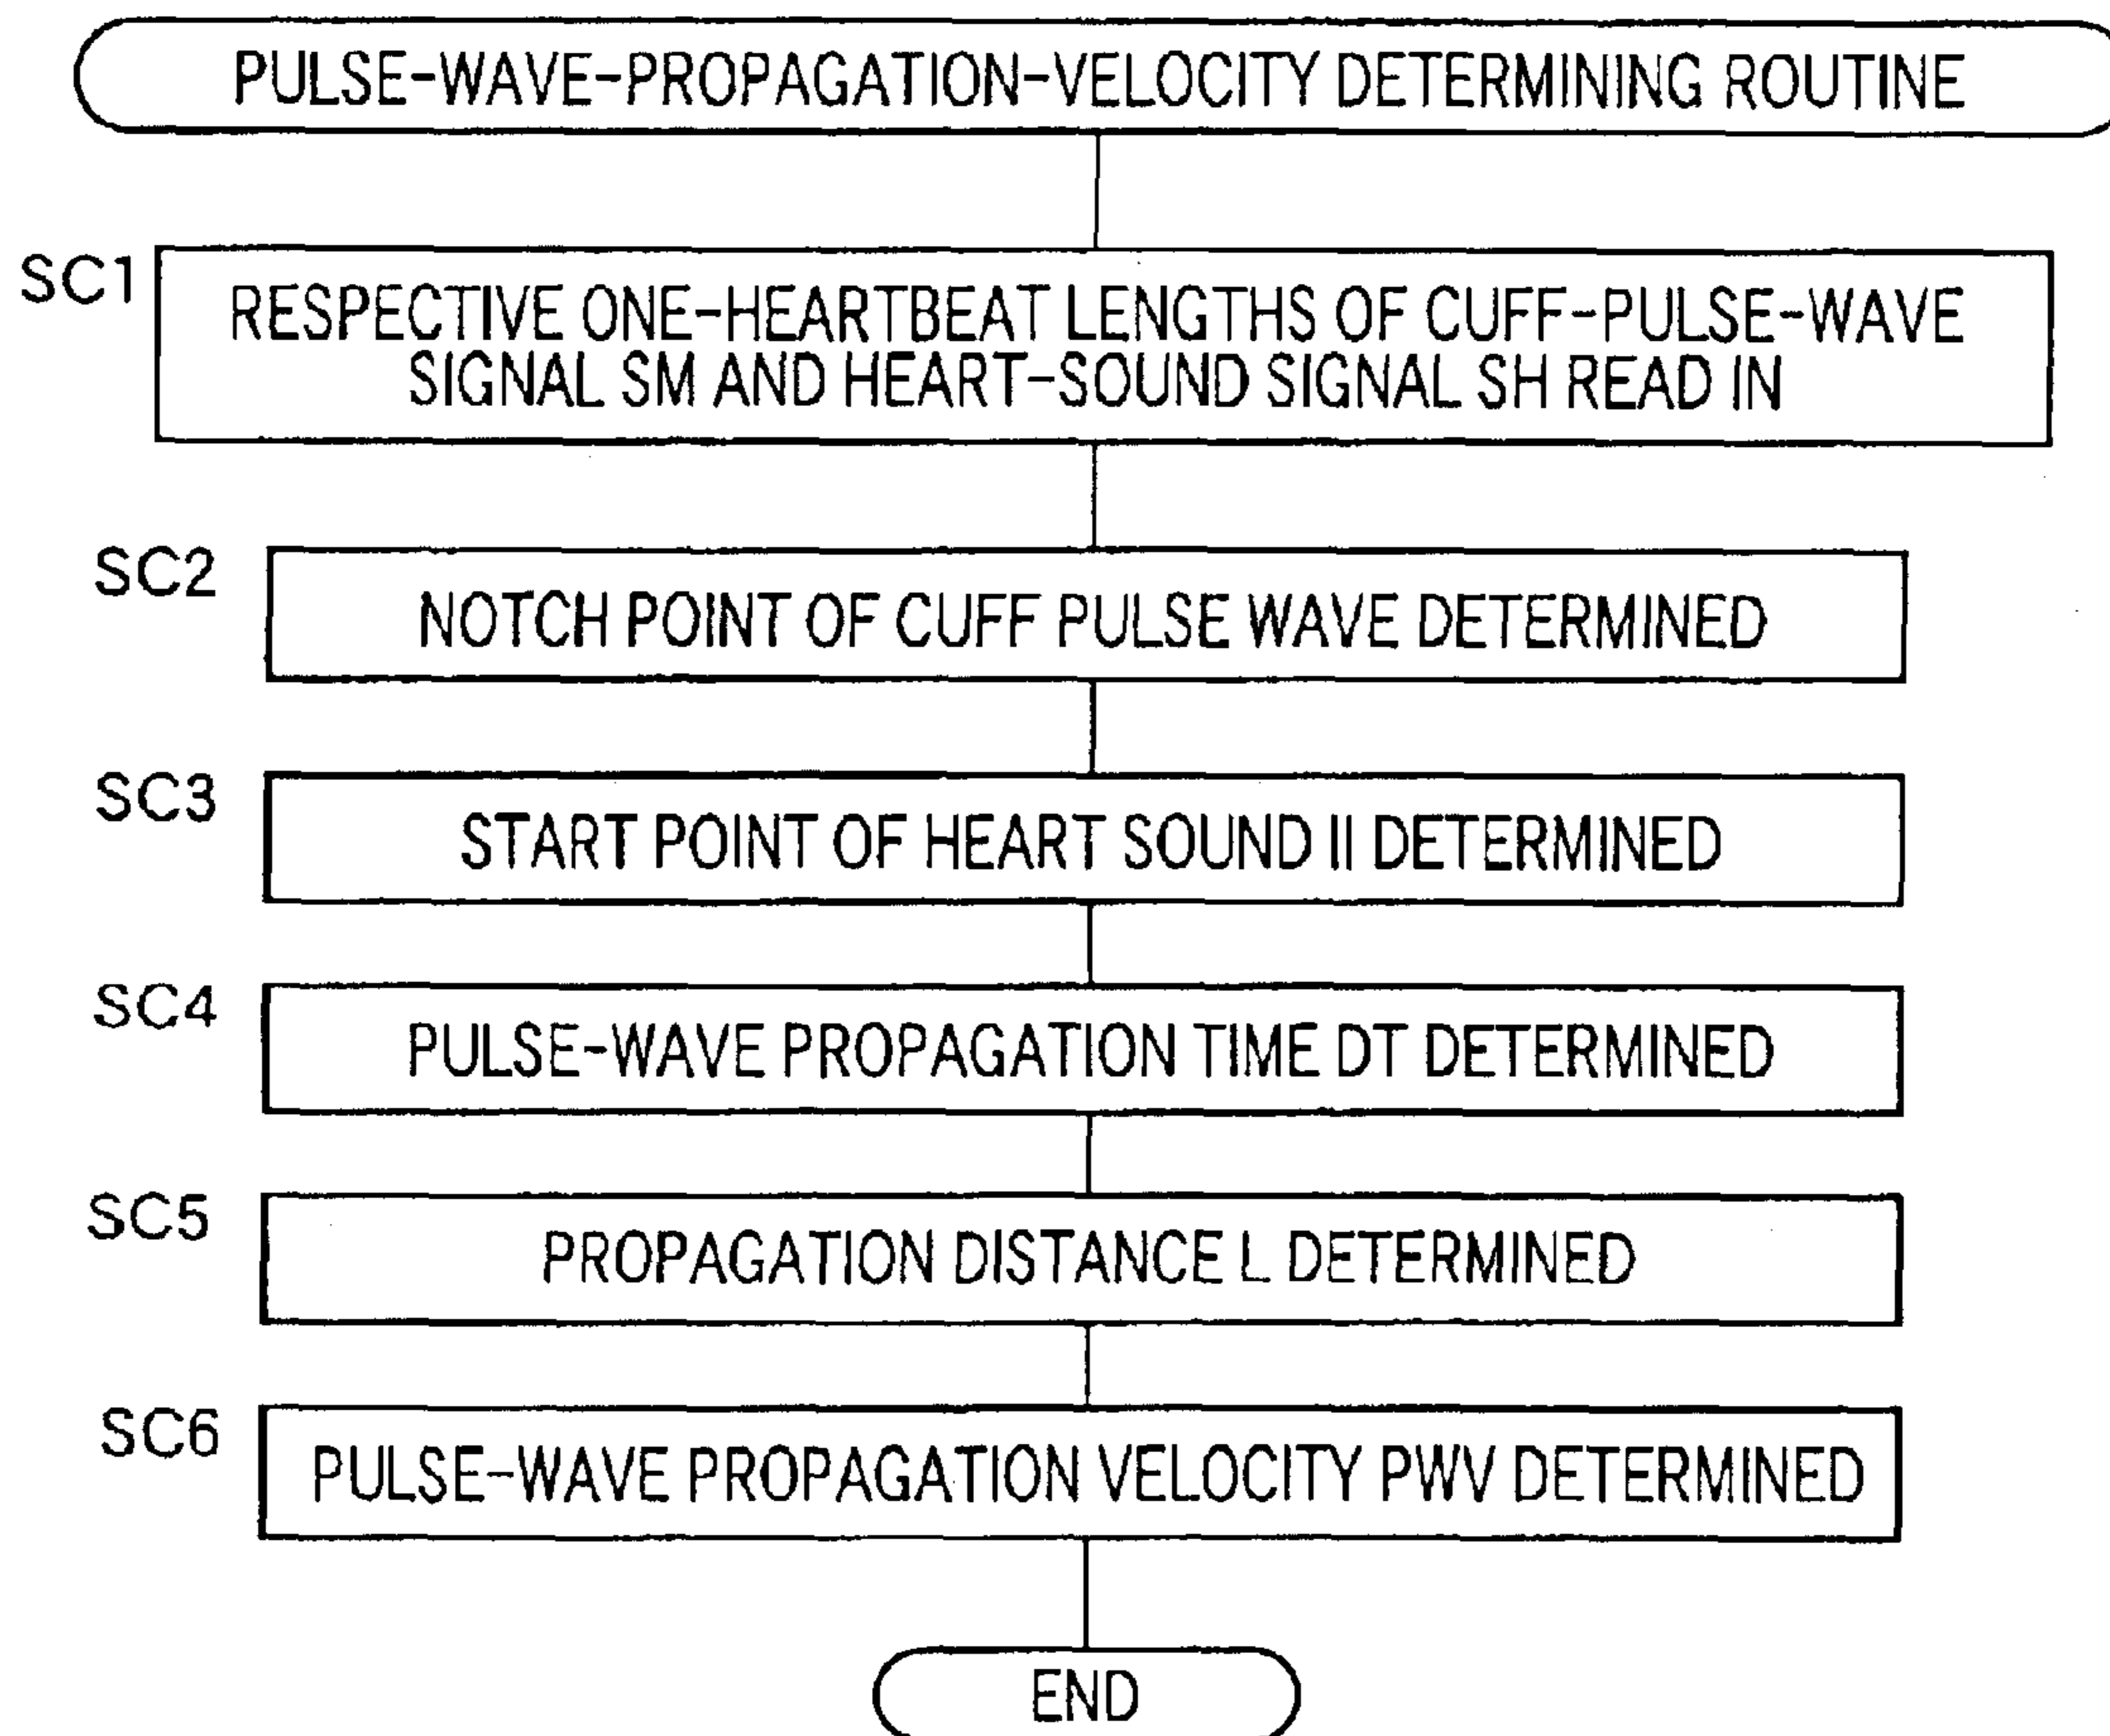 PULSE-WAVE-PROPAGATION-VELOCITY DETERMINING ROUTINE
SC1
RESPECTIVE ONE-HEARTBEAT LENGTHS OF CUFF-PULSE-WAVE
SIGNAL SM AND HEART-SOUND SIGNAL SH READ IN
SC2
NOTCH POINT OF CUFF PULSE WAVE DETERMINED
SC3
START POINT OF HEART SOUND II DETERMINED
SC4
PULSE-WAVE PROPAGATION TIME DT DETERMINED
SC5
PROPAGATION DISTANCE L DETERMINED
SC6
PULSE-WAVE PROPAGATION VELOCITY PWV DETERMINED
END